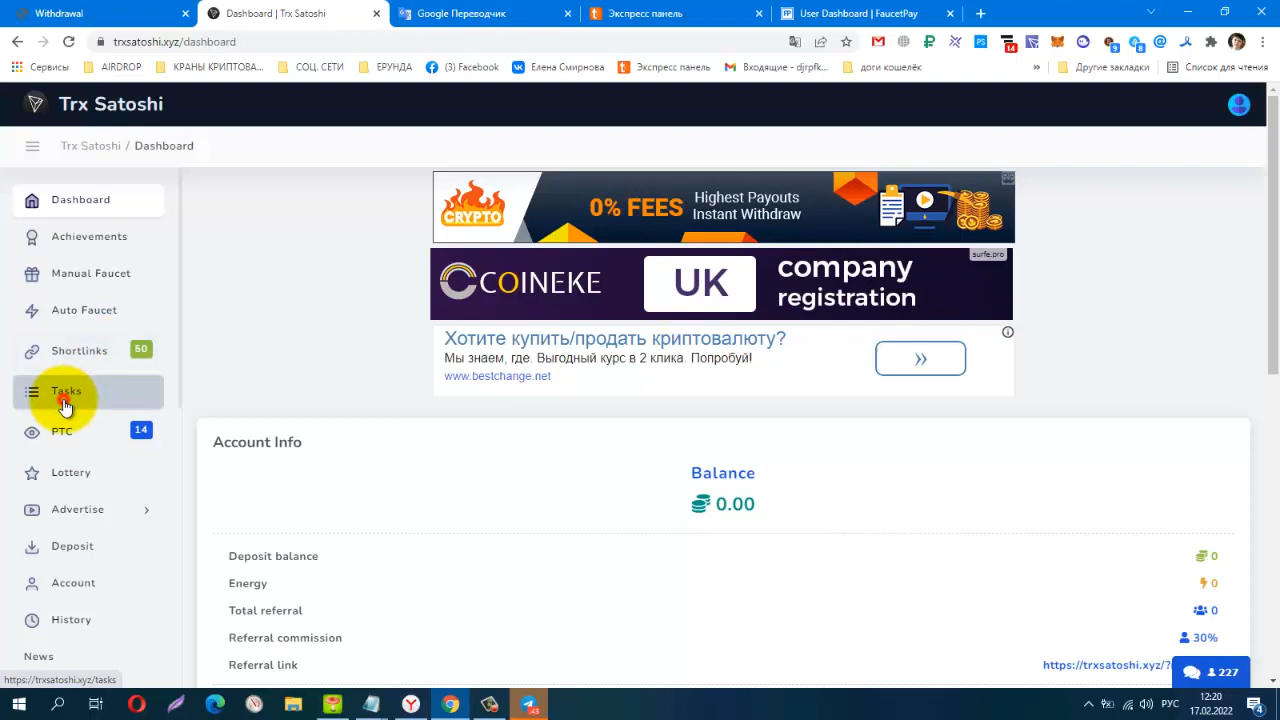 Withdrawal
Dashboard | Trx Satoshi
Google Переводчик
Экспресс панель
User Dashboard | FaucetPay
trxsatoshi.xyz/dashboard
Сервисы
AIRDROP
КРАНЫ КРИПТОВА...
СОЦ. СЕТИ
ЕРУНДА
(3) Facebook
Елена Смирнова
Экспресс панель
Входящие - djrpfk...
доги кошелёк
Другие закладки
Список для чтения
Trx Satoshi
Trx Satoshi / Dashboard
Dashboard
Achievements
Manual Faucet
Auto Faucet
Shortlinks 50
Tasks
PTC 14
Lottery
Advertise
Deposit
Account
History
News
CRYPTO
0% FEES
Highest Payouts
Instant Withdraw
COINEKE
UK
company
registration
surfe.pro
Хотите купить/продать криптовалюту?
Мы знаем, где. Выгодный курс в 2 клика. Попробуй!
www.bestchange.net
Account Info
Balance
0.00
Deposit balance 0
Energy 0
Total referral 0
Referral commission 30%
Referral link https://trxsatoshi.xyz/?
227
https://trxsatoshi.xyz/tasks
РУС
12:20
17.02.2022